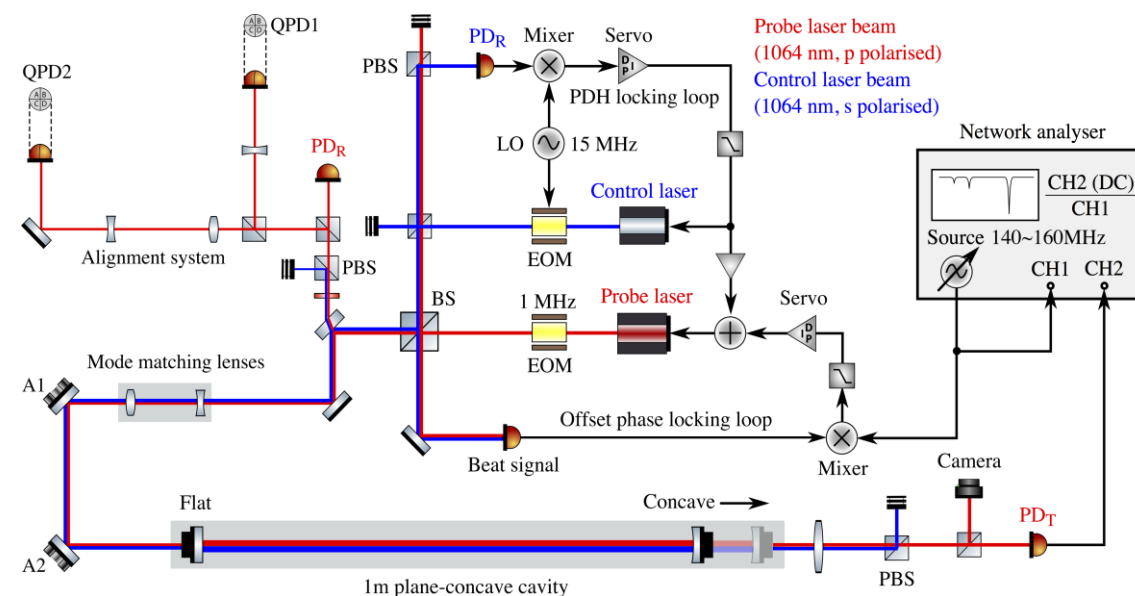 QPD1
QPD2
A B
C D
A B
C D
PD_R
Mixer
Servo
PBS
D
I
P
PDH locking loop
Probe laser beam
(1064 nm, p polarised)
Control laser beam
(1064 nm, s polarised)
LO
15 MHz
PD_R
Network analyser
CH2 (DC)
CH1
Source 140~160MHz
CH1
CH2
Control laser
EOM
Alignment system
PBS
BS
1 MHz
Probe laser
Servo
D
I
P
EOM
Mode matching lenses
A1
Offset phase locking loop
Beat signal
Mixer
Camera
Flat
Concave
PD_T
A2
PBS
1m plane-concave cavity